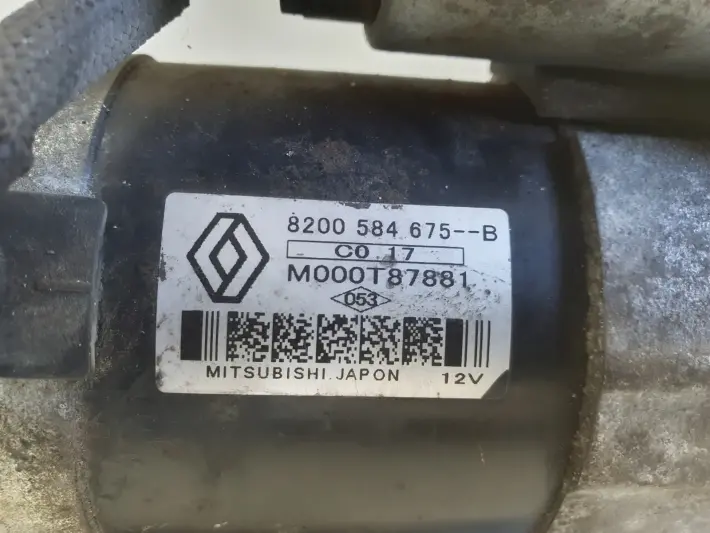 8200 584 675--B
C0 17
M000T87881
053
MITSUBISHI.JAPON 12V